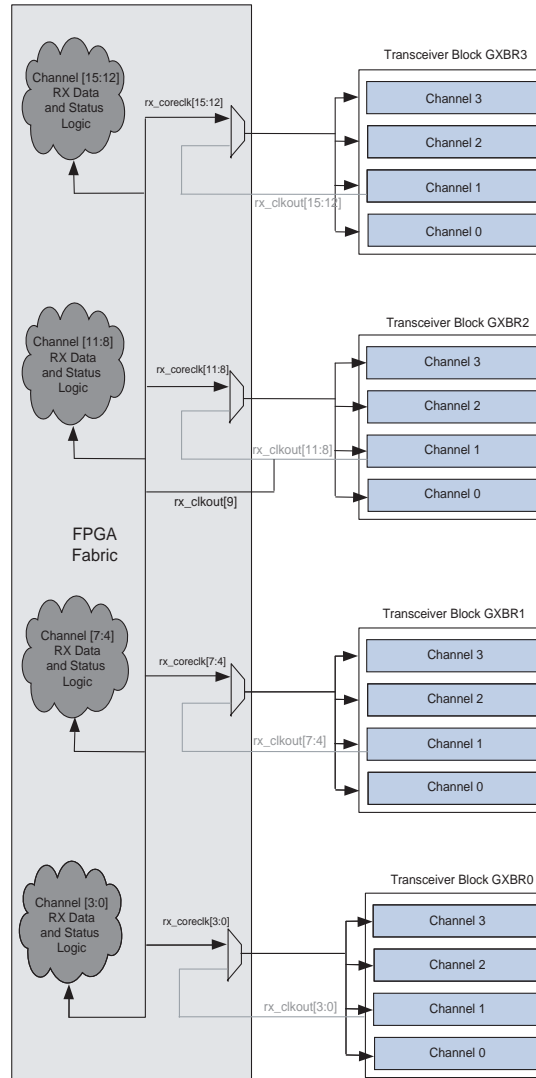 Transceiver Block GXBR3
Channel [15:12]
RX Data
and Status
Logic
rx_coreclk[15:12]
Channel 3
Channel 2
Channel 1
rx_clkout[15:12]
Channel 0
Transceiver Block GXBR2
Channel [11:8]
RX Data
and Status
Logic
rx_coreclk[11:8]
Channel 3
Channel 2
rx_clkout[11:8]
Channel 1
Channel 0
rx_clkout[9]
FPGA
Fabric
Transceiver Block GXBR1
Channel [7:4]
RX Data
and Status
Logic
rx_coreclk[7:4]
Channel 3
Channel 2
rx_clkout[7:4]
Channel 1
Channel 0
Transceiver Block GXBR0
Channel [3:0]
RX Data
and Status
Logic
rx_coreclk[3:0]
Channel 3
Channel 2
rx_clkout[3:0]
Channel 1
Channel 0